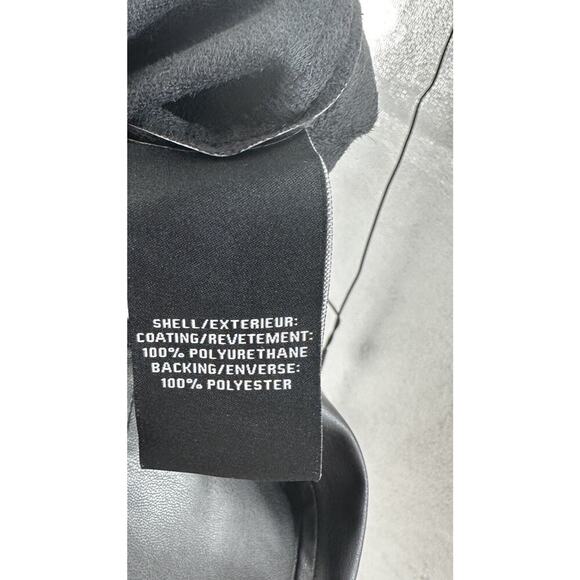 SHELL/EXTERIEUR:
COATING/REVETEMENT:
100% POLYURETHANE
BACKING/ENVERSE:
100% POLYESTER